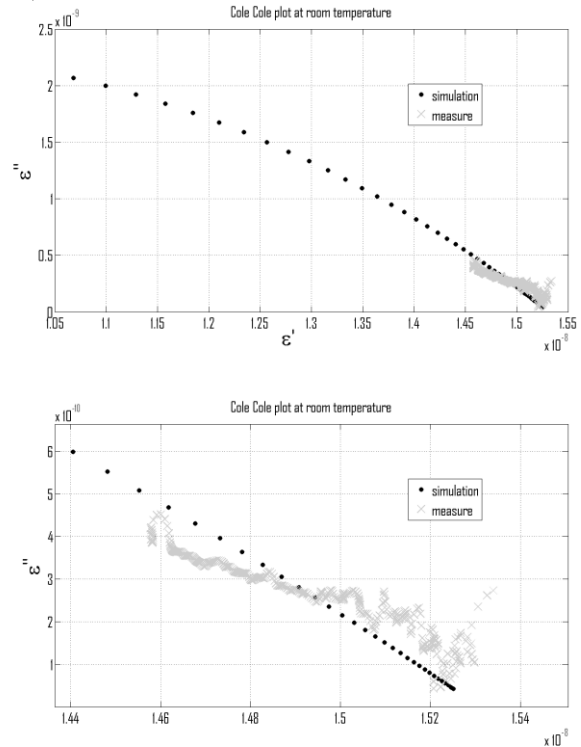 Cole Cole plot at room temperature
x 10⁻⁹
2.5
2
1.5
1
0.5
0
ε''
simulation
measure
1.05 1.1 1.15 1.2 1.25 1.3 1.35 1.4 1.45 1.5 1.55
ε'
x 10⁻⁸
Cole Cole plot at room temperature
x 10⁻¹⁰
6
5
4
3
2
1
ε''
simulation
measure
1.44 1.46 1.48 1.5 1.52 1.54
x 10⁻⁸